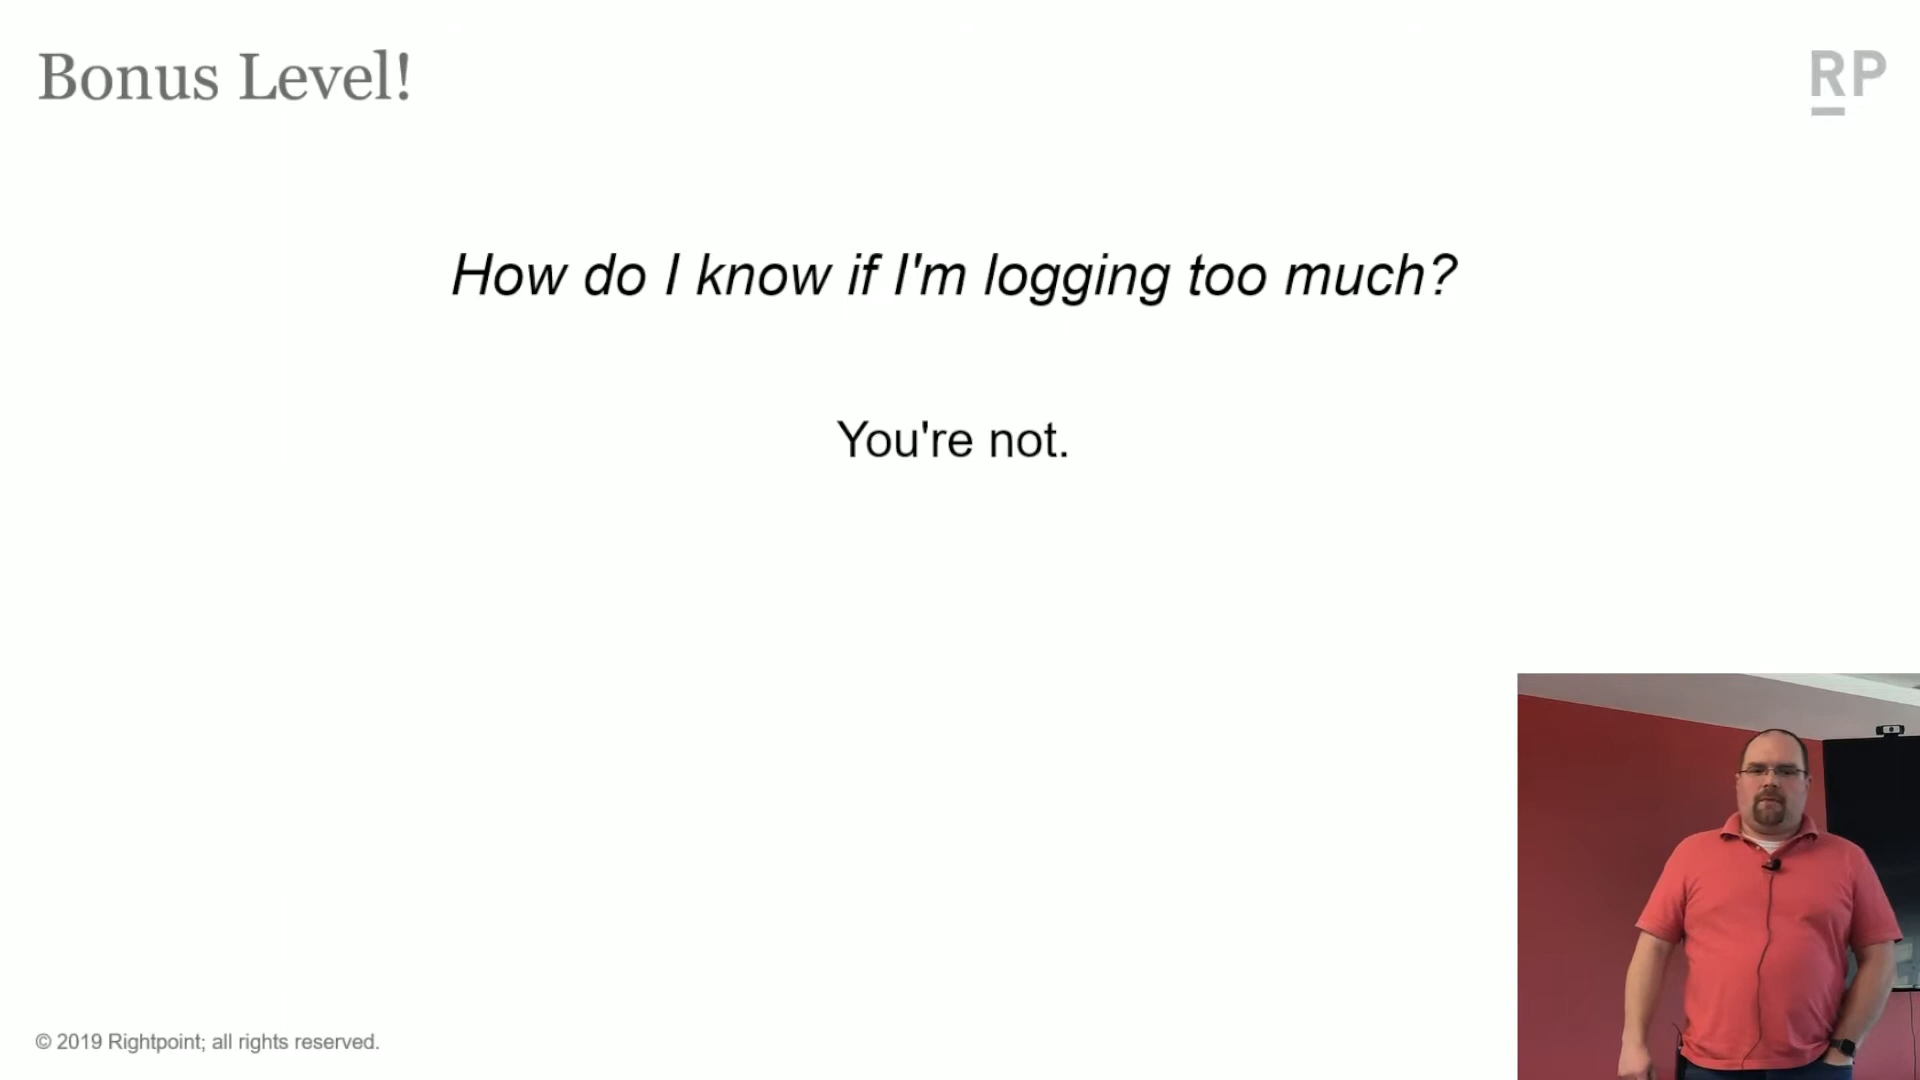 Bonus Level!
RP
How do I know if I'm logging too much?
You're not.
© 2019 Rightpoint; all rights reserved.